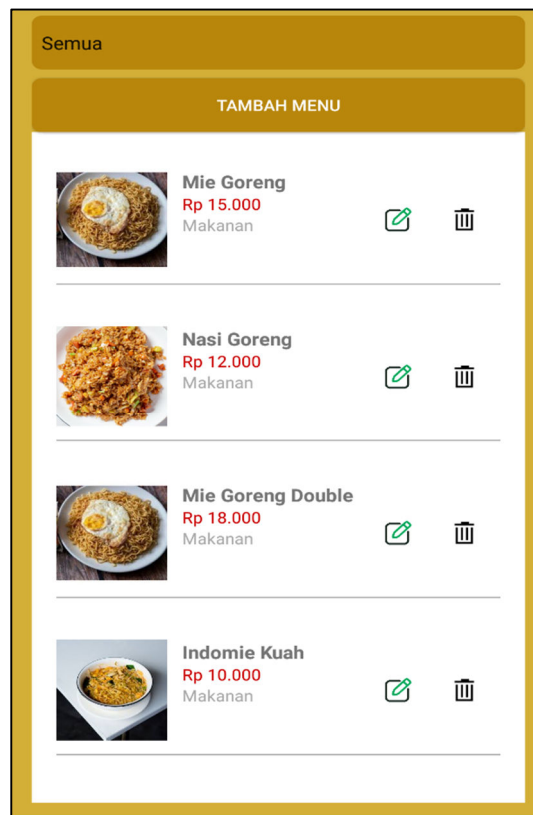 Semua
TAMBAH MENU
Mie Goreng
Rp 15.000
Makanan
Nasi Goreng
Rp 12.000
Makanan
Mie Goreng Double
Rp 18.000
Makanan
Indomie Kuah
Rp 10.000
Makanan